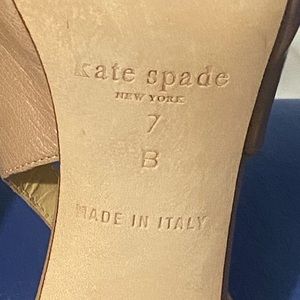 kate spade
NEW YORK
7
B
MADE IN ITALY